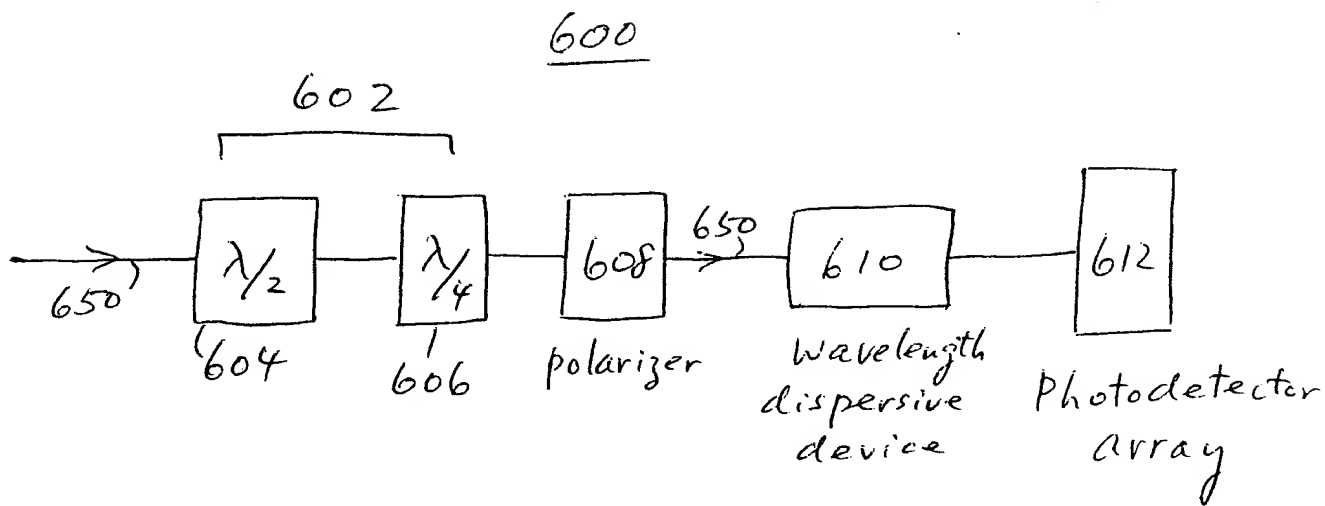 600
602
650
λ/2
λ/4
608
650
610
612
604
606
polarizer
wavelength
dispersive
device
Photodetector
array